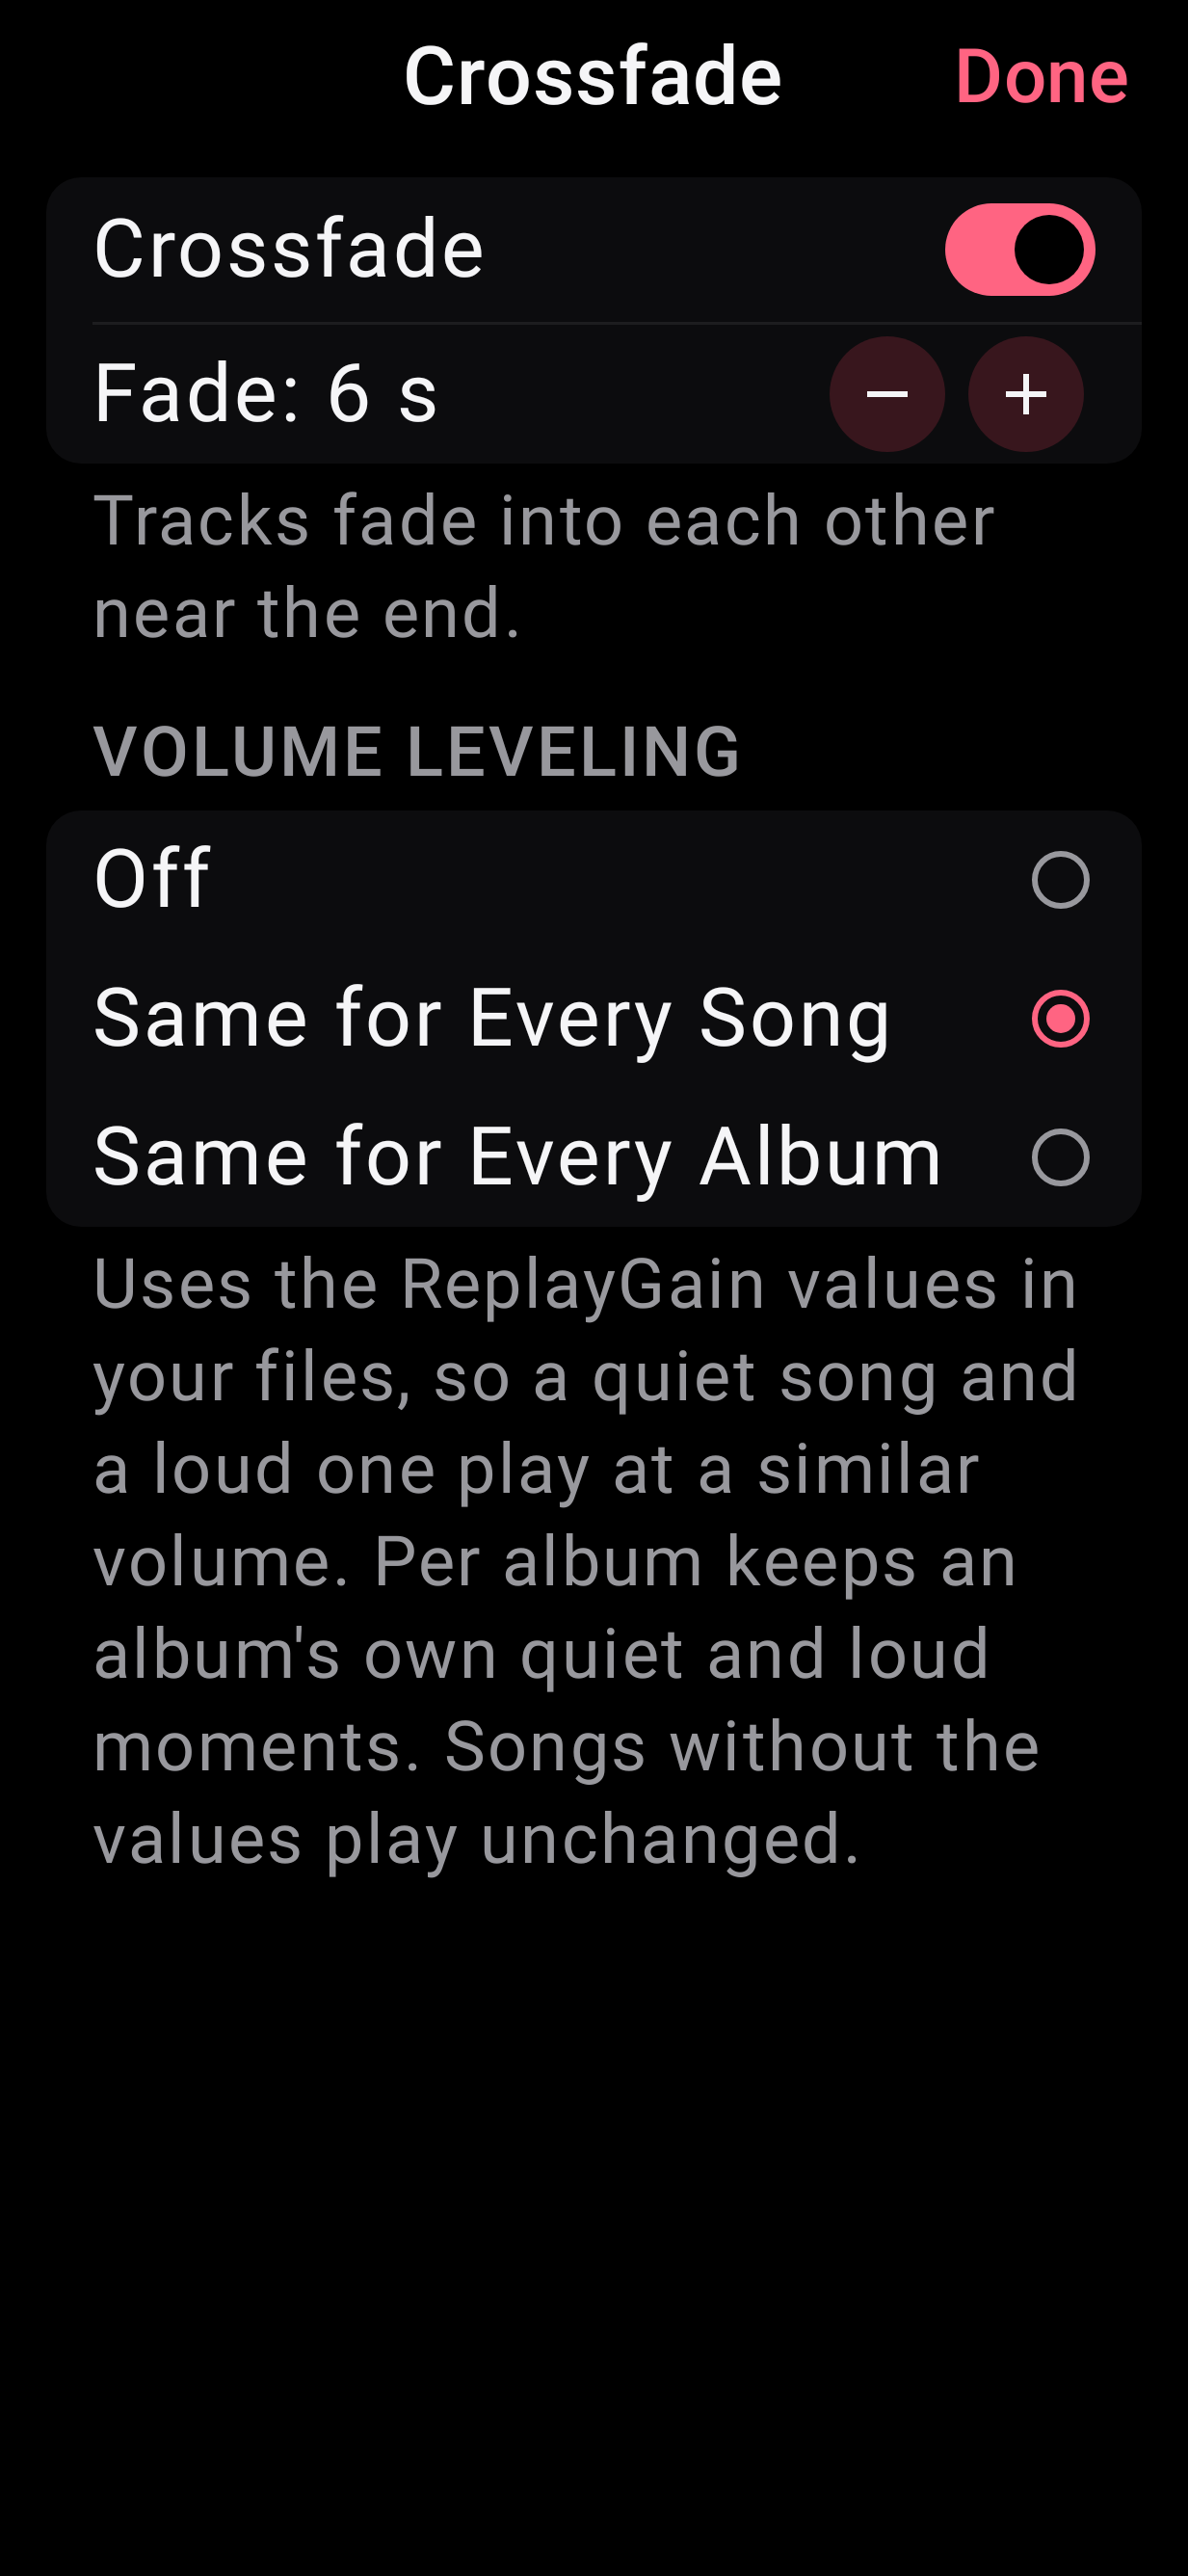 Crossfade
Done
Crossfade
Fade: 6 s
Tracks fade into each other
near the end.
VOLUME LEVELING
Off
Same for Every Song
Same for Every Album
Uses the ReplayGain values in
your files, so a quiet song and
a loud one play at a similar
volume. Per album keeps an
album's own quiet and loud
moments. Songs without the
values play unchanged.